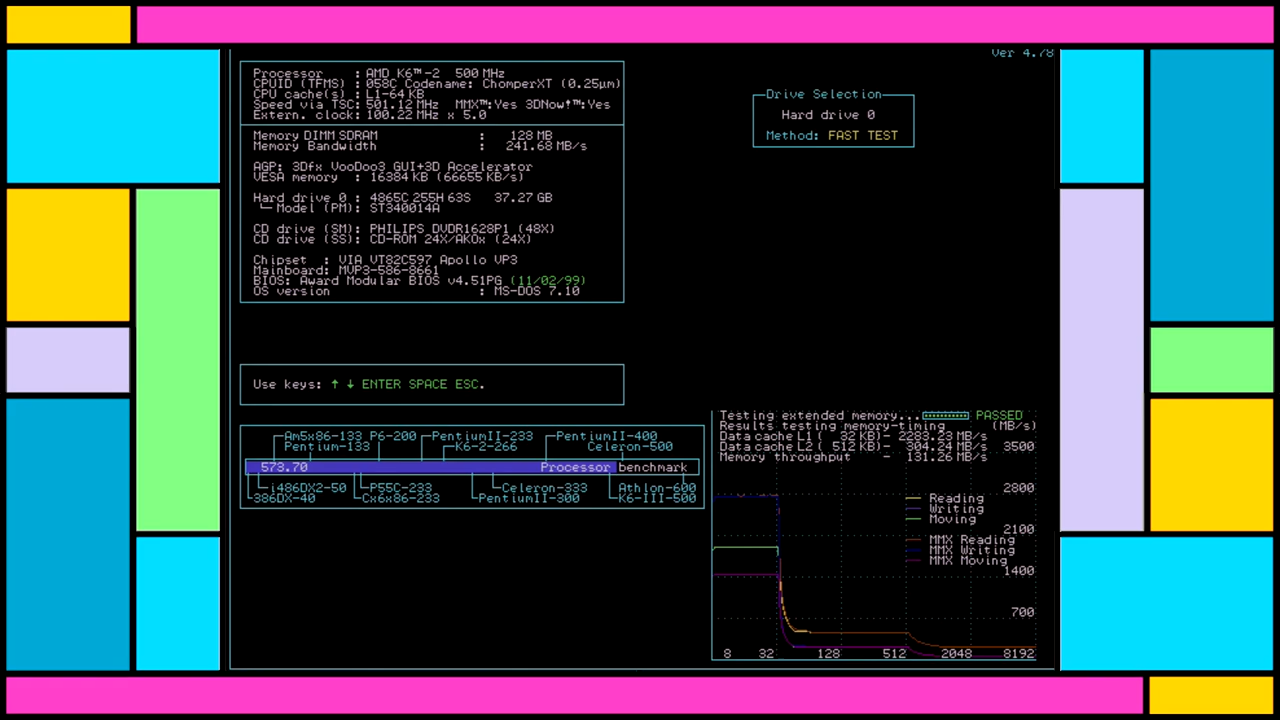 Ver 4.78
Processor : AMD K6™-2 500 MHz
CPUID (TFMS) : 058C Codename: ChomperXT (0.25µm)
CPU cache(s) : L1-64 KB
Speed via TSC: 501.12 MHz MMX™:Yes 3DNow!™:Yes
Extern. clock: 100.22 MHz x 5.0
Memory DIMM SDRAM : 128 MB
Memory Bandwidth : 241.68 MB/s
AGP: 3Dfx VooDoo3 GUI+3D Accelerator
VESA memory : 16384 KB (66655 KB/s)
Hard drive 0 : 4865C 255H 63S 37.27 GB
└─Model (PM): ST340014A
CD drive (SM): PHILIPS DVDR1628P1 (48X)
CD drive (SS): CD-ROM 24X/AKOx (24X)
Chipset : VIA VT82C597 Apollo VP3
Mainboard: MVP3-586-8661
BIOS: Award Modular BIOS v4.51PG (11/02/99)
OS version : MS-DOS 7.10
Drive Selection
Hard drive 0
Method: FAST TEST
Use keys: ↑ ↓ ENTER SPACE ESC.
Am5x86-133 P6-200 PentiumII-233 PentiumII-400
Pentium-133 K6-2-266 Celeron-500
573.70 Processor benchmark
i486DX2-50 P55C-233 Celeron-333 Athlon-600
386DX-40 Cx6x86-233 PentiumII-300 K6-III-500
Testing extended memory... PASSED
Results testing memory-timing (MB/s)
Data cache L1 ( 32 KB)- 2283.23 MB/s
Data cache L2 ( 512 KB)- 304.24 MB/s 3500
Memory throughput - 131.26 MB/s
2800
Reading
Writing
Moving
2100
MMX Reading
MMX Writing
MMX Moving
1400
700
8 32 128 512 2048 8192